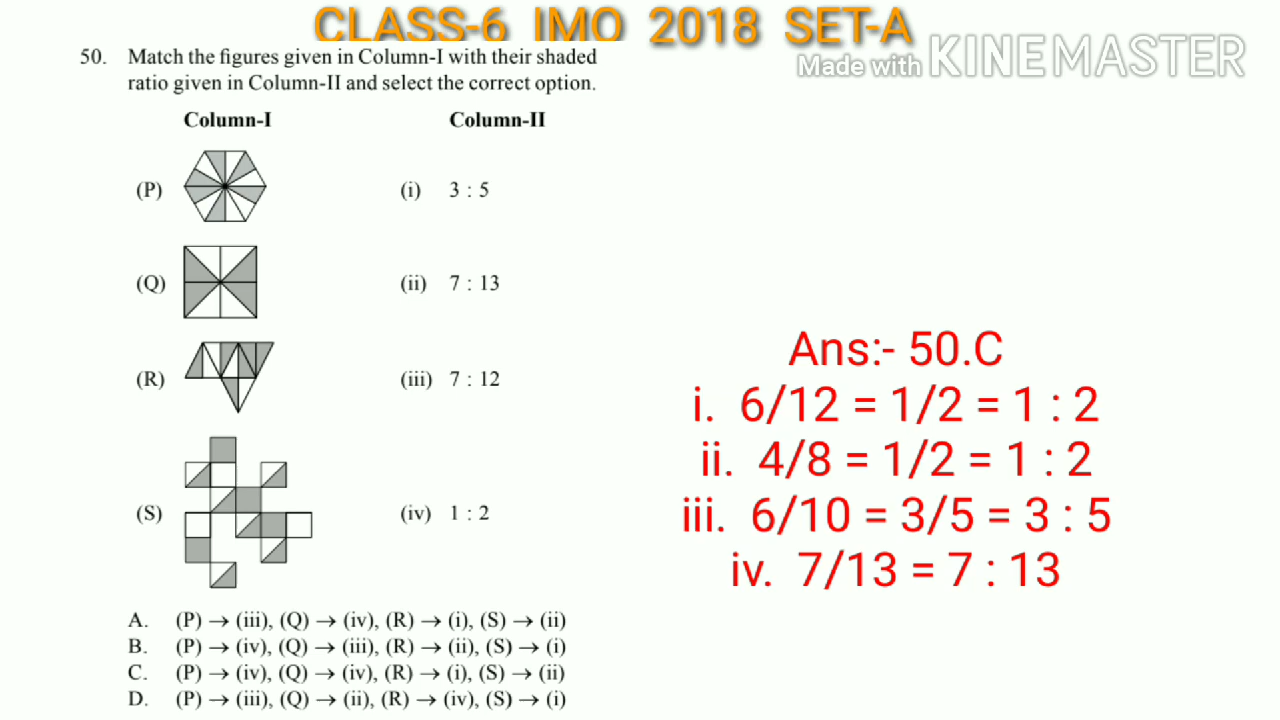 CLASS-6 IMO 2018 SET-A
Made with KINEMASTER
50. Match the figures given in Column-I with their shaded
ratio given in Column-II and select the correct option.
Column-I Column-II
(P) (i) 3 : 5
(Q) (ii) 7 : 13
(R) (iii) 7 : 12
(S) (iv) 1 : 2
Ans:- 50.C
i. 6/12 = 1/2 = 1 : 2
ii. 4/8 = 1/2 = 1 : 2
iii. 6/10 = 3/5 = 3 : 5
iv. 7/13 = 7 : 13
A. (P) → (iii), (Q) → (iv), (R) → (i), (S) → (ii)
B. (P) → (iv), (Q) → (iii), (R) → (ii), (S) → (i)
C. (P) → (iv), (Q) → (iv), (R) → (i), (S) → (ii)
D. (P) → (iii), (Q) → (ii), (R) → (iv), (S) → (i)